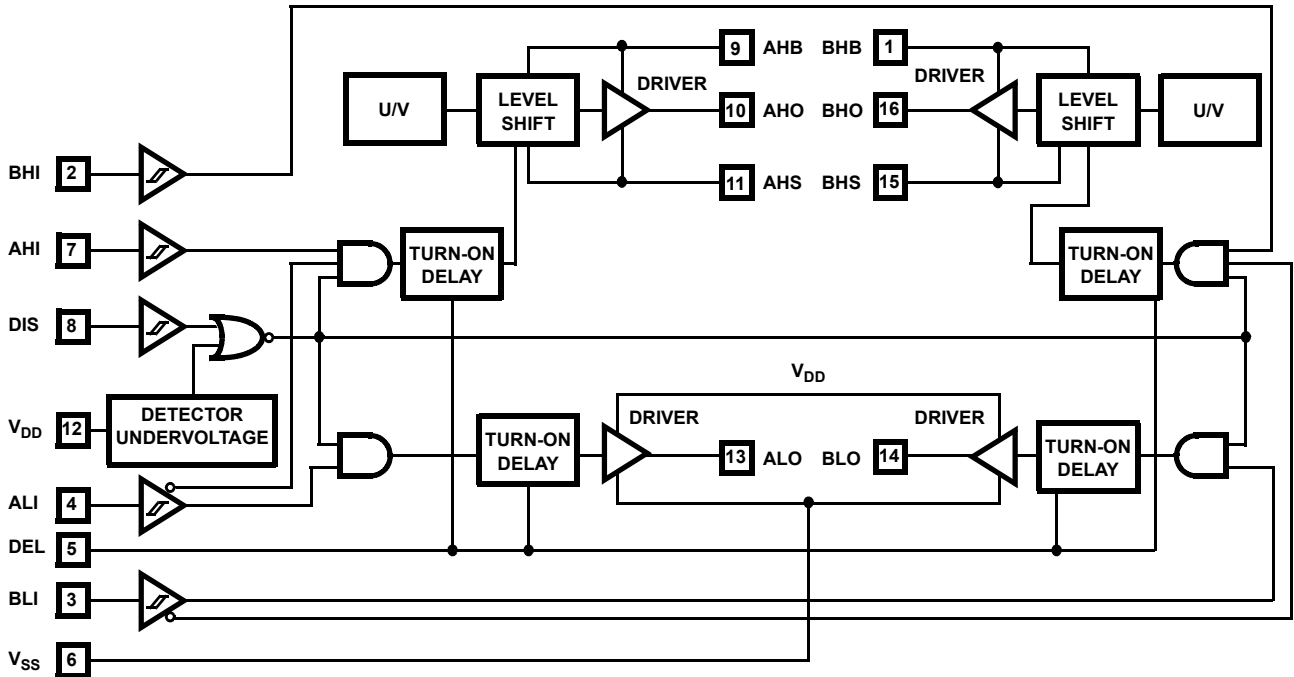 9 AHB BHB 1
DRIVER DRIVER
U/V
LEVEL SHIFT
10 AHO BHO 16
LEVEL SHIFT
U/V
BHI 2
11 AHS BHS 15
AHI 7
TURN-ON DELAY
TURN-ON DELAY
DIS 8
VDD
VDD 12
DETECTOR UNDERVOLTAGE
DRIVER DRIVER
TURN-ON DELAY
13 ALO BLO 14
TURN-ON DELAY
ALI 4
DEL 5
BLI 3
VSS 6